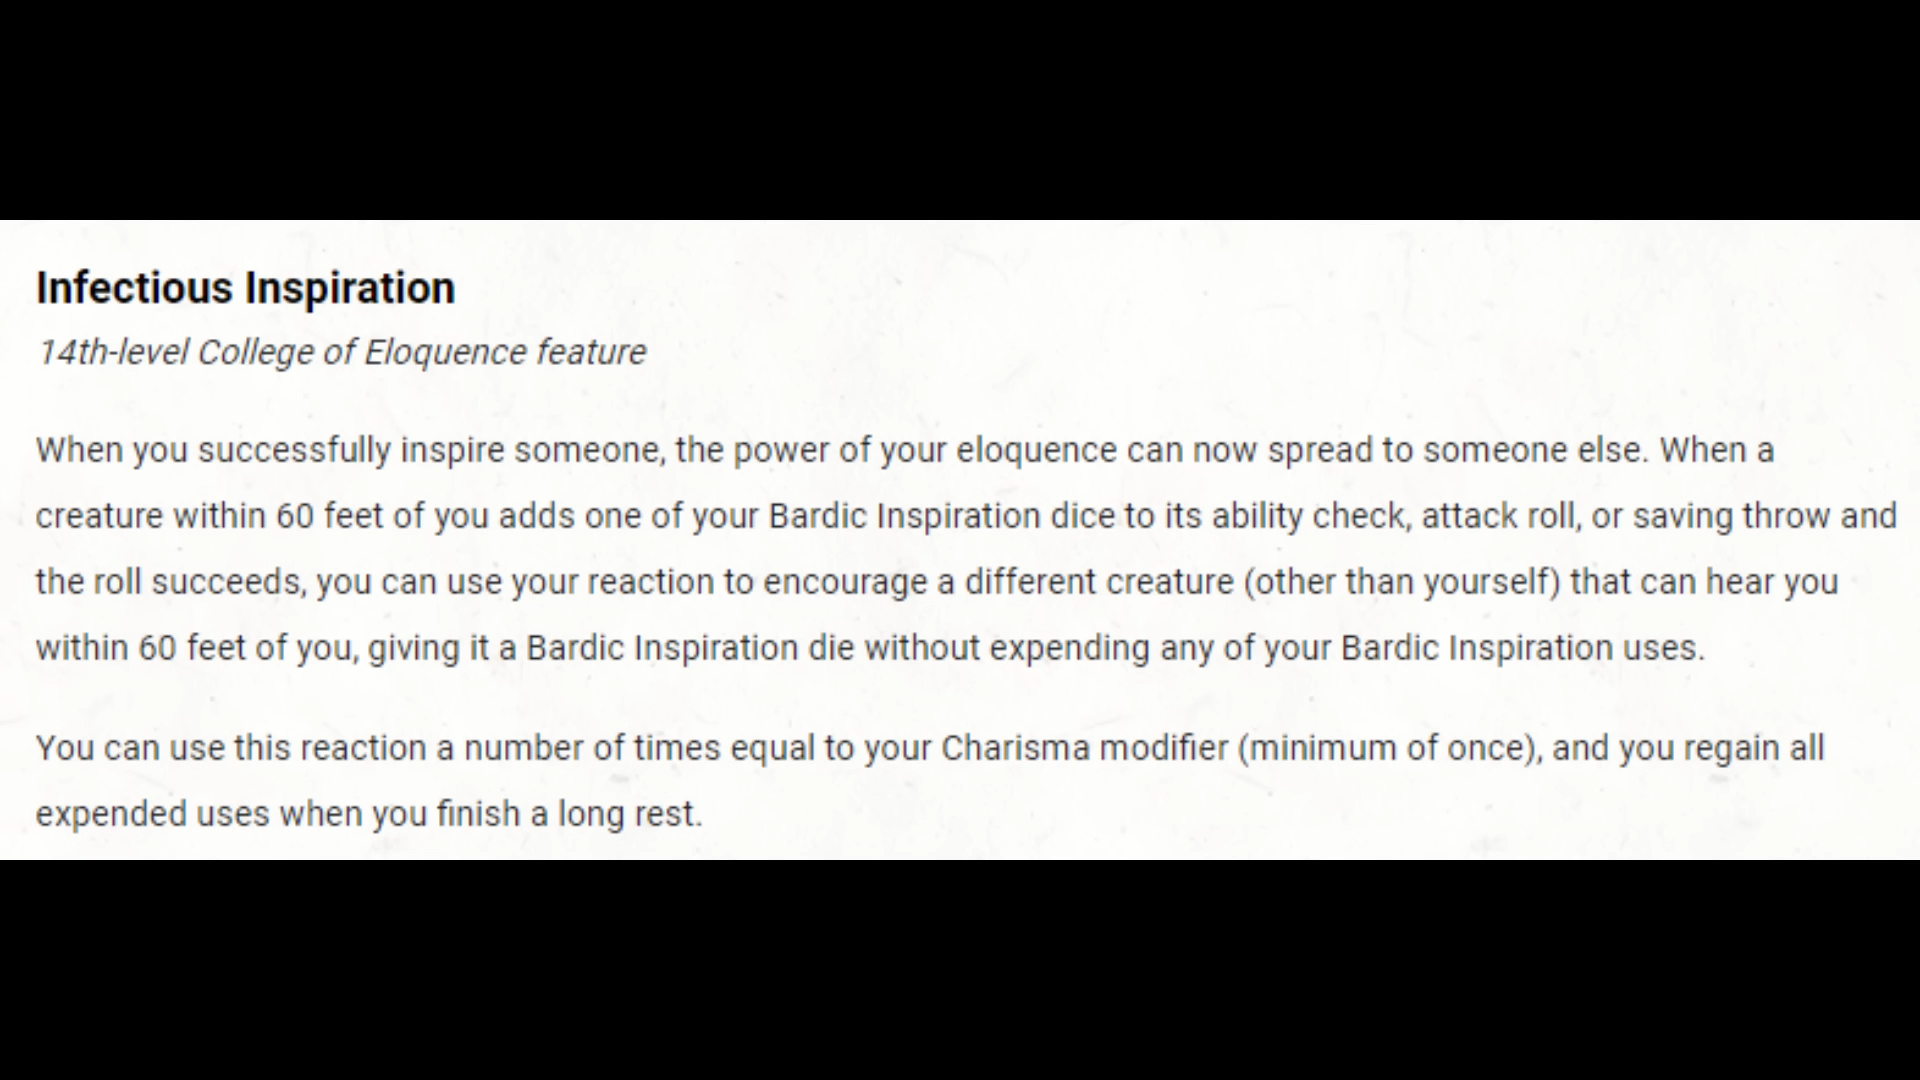 Infectious Inspiration
14th-level College of Eloquence feature
When you successfully inspire someone, the power of your eloquence can now spread to someone else. When a
creature within 60 feet of you adds one of your Bardic Inspiration dice to its ability check, attack roll, or saving throw and
the roll succeeds, you can use your reaction to encourage a different creature (other than yourself) that can hear you
within 60 feet of you, giving it a Bardic Inspiration die without expending any of your Bardic Inspiration uses.
You can use this reaction a number of times equal to your Charisma modifier (minimum of once), and you regain all
expended uses when you finish a long rest.